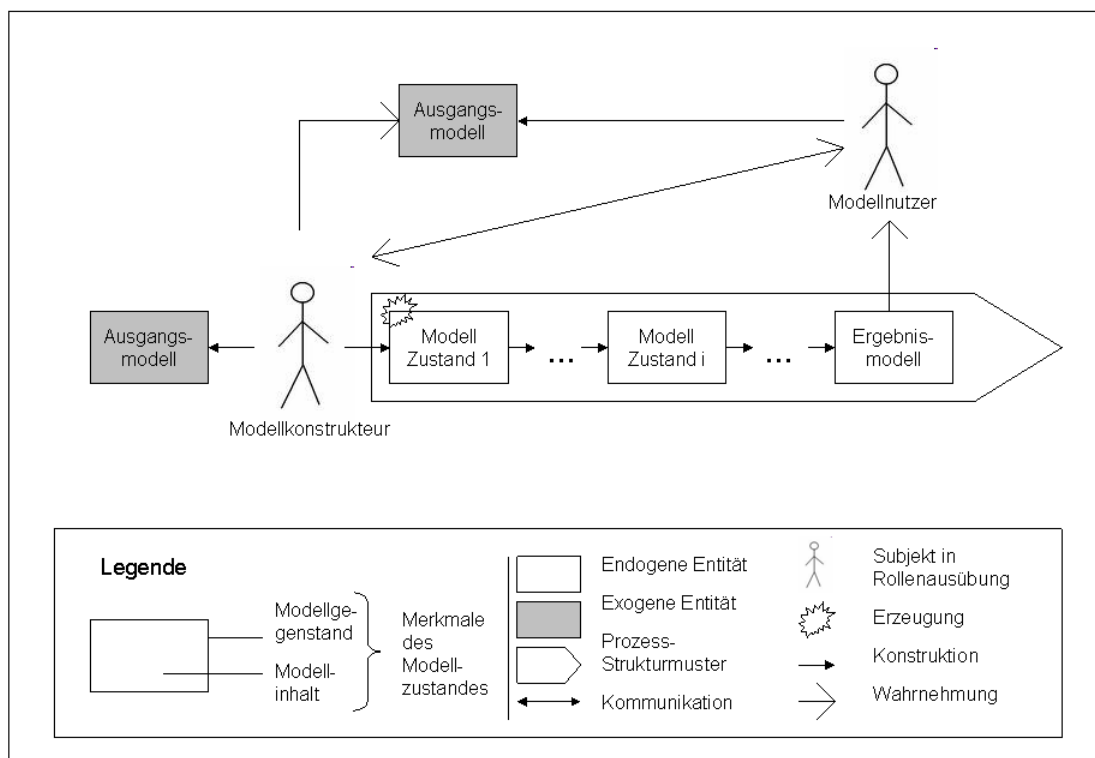 Ausgangs-
modell
Modellnutzer
Ausgangs-
modell
Modellkonstrukteur
Modell
Zustand 1
...
Modell
Zustand i
...
Ergebnis-
modell
Legende
Modellge-
genstand
Modell-
inhalt
Merkmale
des
Modell-
zustandes
Endogene Entität
Exogene Entität
Prozess-
Strukturmuster
Kommunikation
Subjekt in
Rollenausübung
Erzeugung
Konstruktion
Wahrnehmung